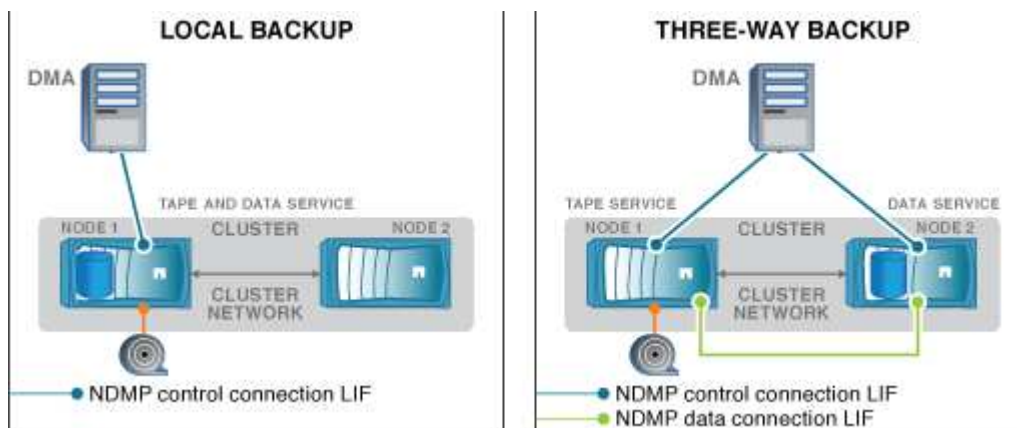 LOCAL BACKUP
DMA
TAPE AND DATA SERVICE
NODE 1
CLUSTER
NODE 2
CLUSTER
NETWORK
NDMP control connection LIF
THREE-WAY BACKUP
DMA
TAPE SERVICE
DATA SERVICE
NODE 1
CLUSTER
NODE 2
CLUSTER
NETWORK
NDMP control connection LIF
NDMP data connection LIF